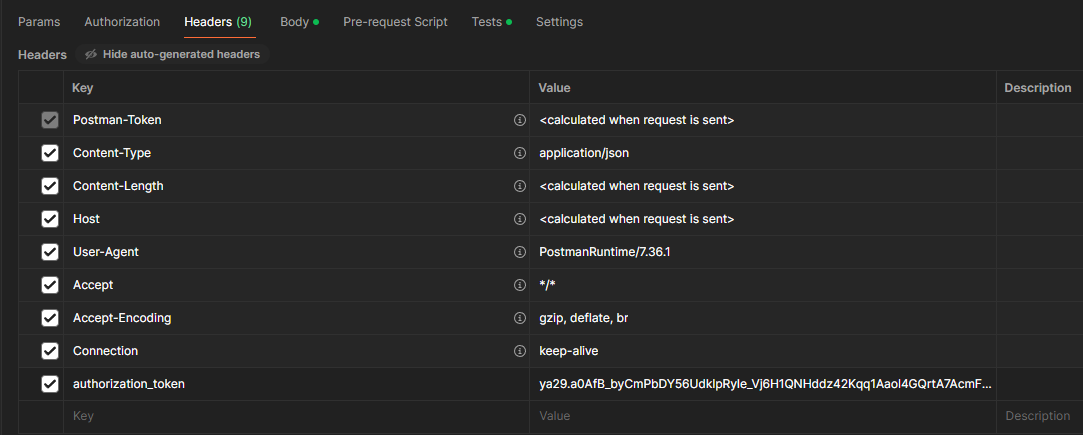 Params Authorization Headers (9) Body Pre-request Script Tests Settings
Headers Hide auto-generated headers
Key Value Description
Postman-Token <calculated when request is sent>
Content-Type application/json
Content-Length <calculated when request is sent>
Host <calculated when request is sent>
User-Agent PostmanRuntime/7.36.1
Accept */*
Accept-Encoding gzip, deflate, br
Connection keep-alive
authorization_token ya29.a0AfB_byCmPbDY56UdklpRyle_Vj6H1QNHddz42Kqq1Aaol4GQrtA7AcmF...
Key Value Description